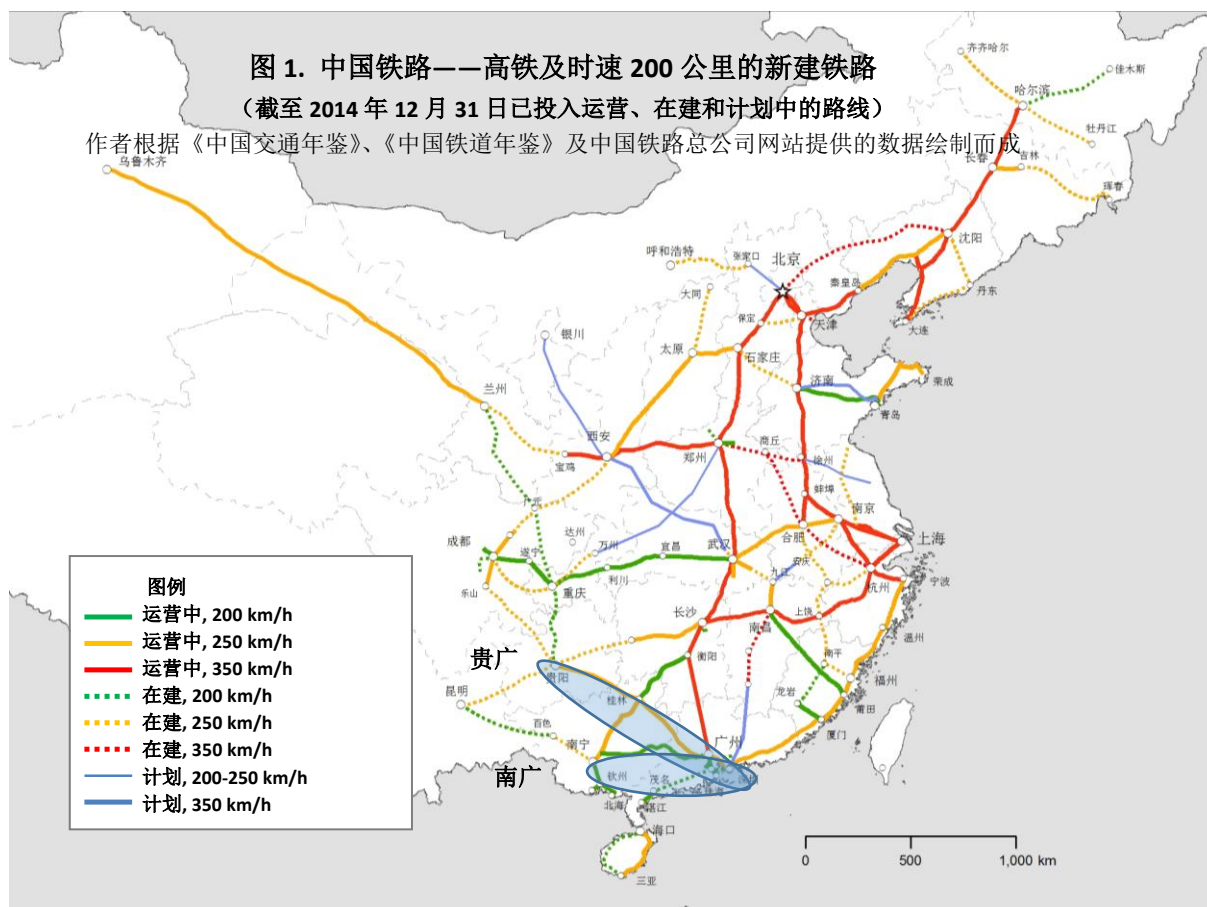 图 1. 中国铁路——高铁及时速 200 公里的新建铁路
（截至 2014 年 12 月 31 日已投入运营、在建和计划中的路线）
作者根据《中国交通年鉴》、《中国铁道年鉴》及中国铁路总公司网站提供的数据绘制而成
齐齐哈尔
佳木斯
哈尔滨
牡丹江
乌鲁木齐
长春
吉林
珲春
沈阳
呼和浩特
张家口
北京
秦皇岛
丹东
大同
保定
天津
大连
银川
太原
石家庄
济南
荣成
青岛
兰州
西安
宝鸡
郑州
商丘
徐州
蚌埠
南京
广元
成都
遂宁
达州
万州
宜昌
武汉
合肥
安庆
上海
乐山
重庆
利川
九江
杭州
宁波
长沙
南昌
上饶
温州
衡阳
南平
贵广
贵阳
福州
昆明
桂林
龙岩
莆田
厦门
百色
南宁
广州
南广
钦州
茂名
深圳
珠海
北海
湛江
海口
三亚
图例
运营中, 200 km/h
运营中, 250 km/h
运营中, 350 km/h
在建, 200 km/h
在建, 250 km/h
在建, 350 km/h
计划, 200-250 km/h
计划, 350 km/h
0 500 1,000 km